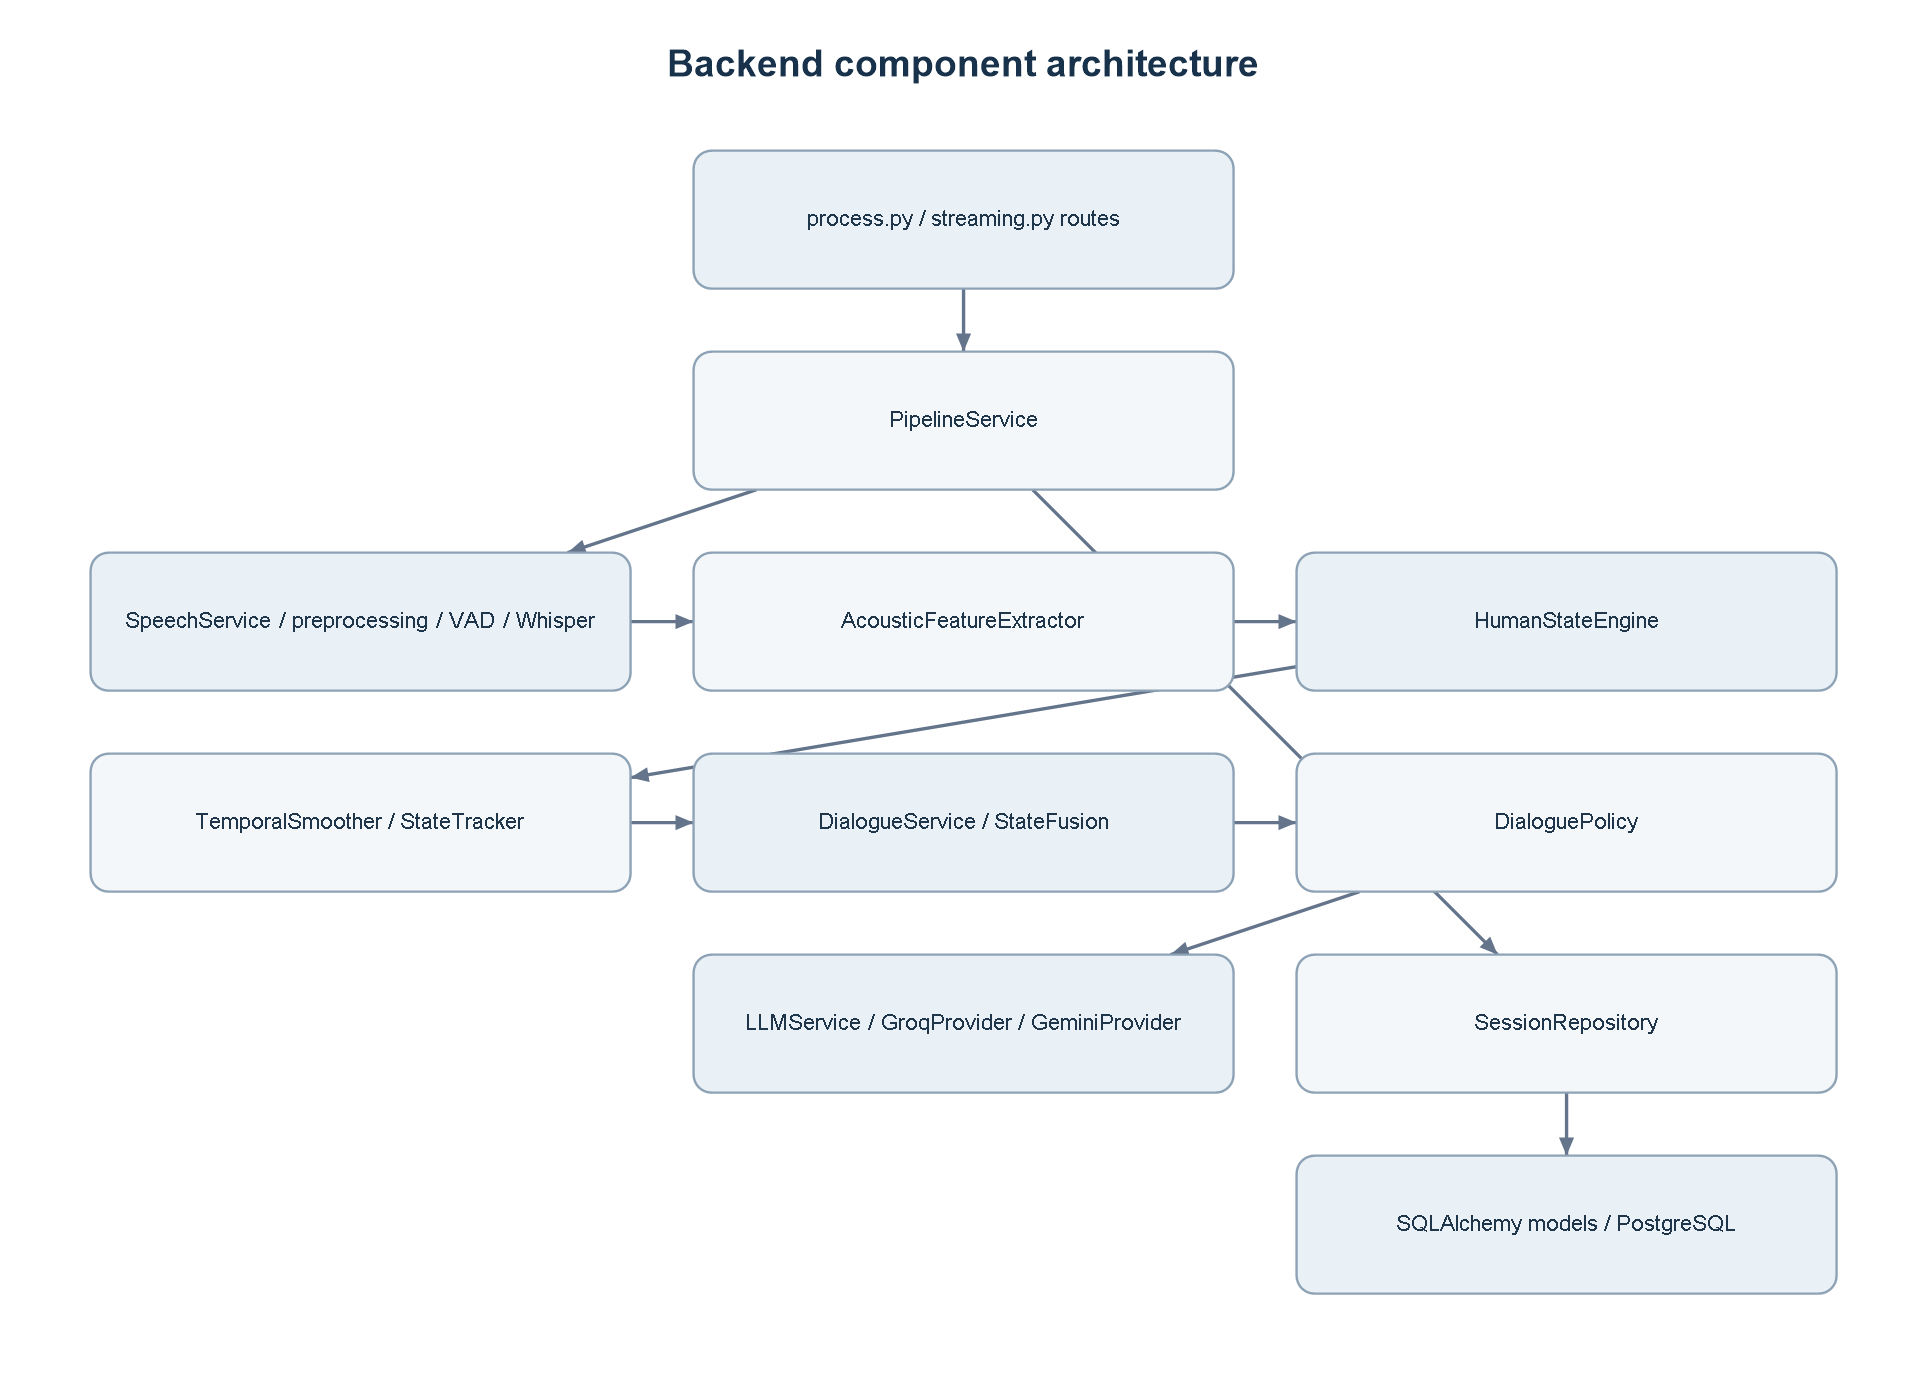 Backend component architecture
process.py / streaming.py routes
PipelineService
SpeechService / preprocessing / VAD / Whisper
AcousticFeatureExtractor
HumanStateEngine
TemporalSmoother / StateTracker
DialogueService / StateFusion
DialoguePolicy
LLMService / GroqProvider / GeminiProvider
SessionRepository
SQLAlchemy models / PostgreSQL